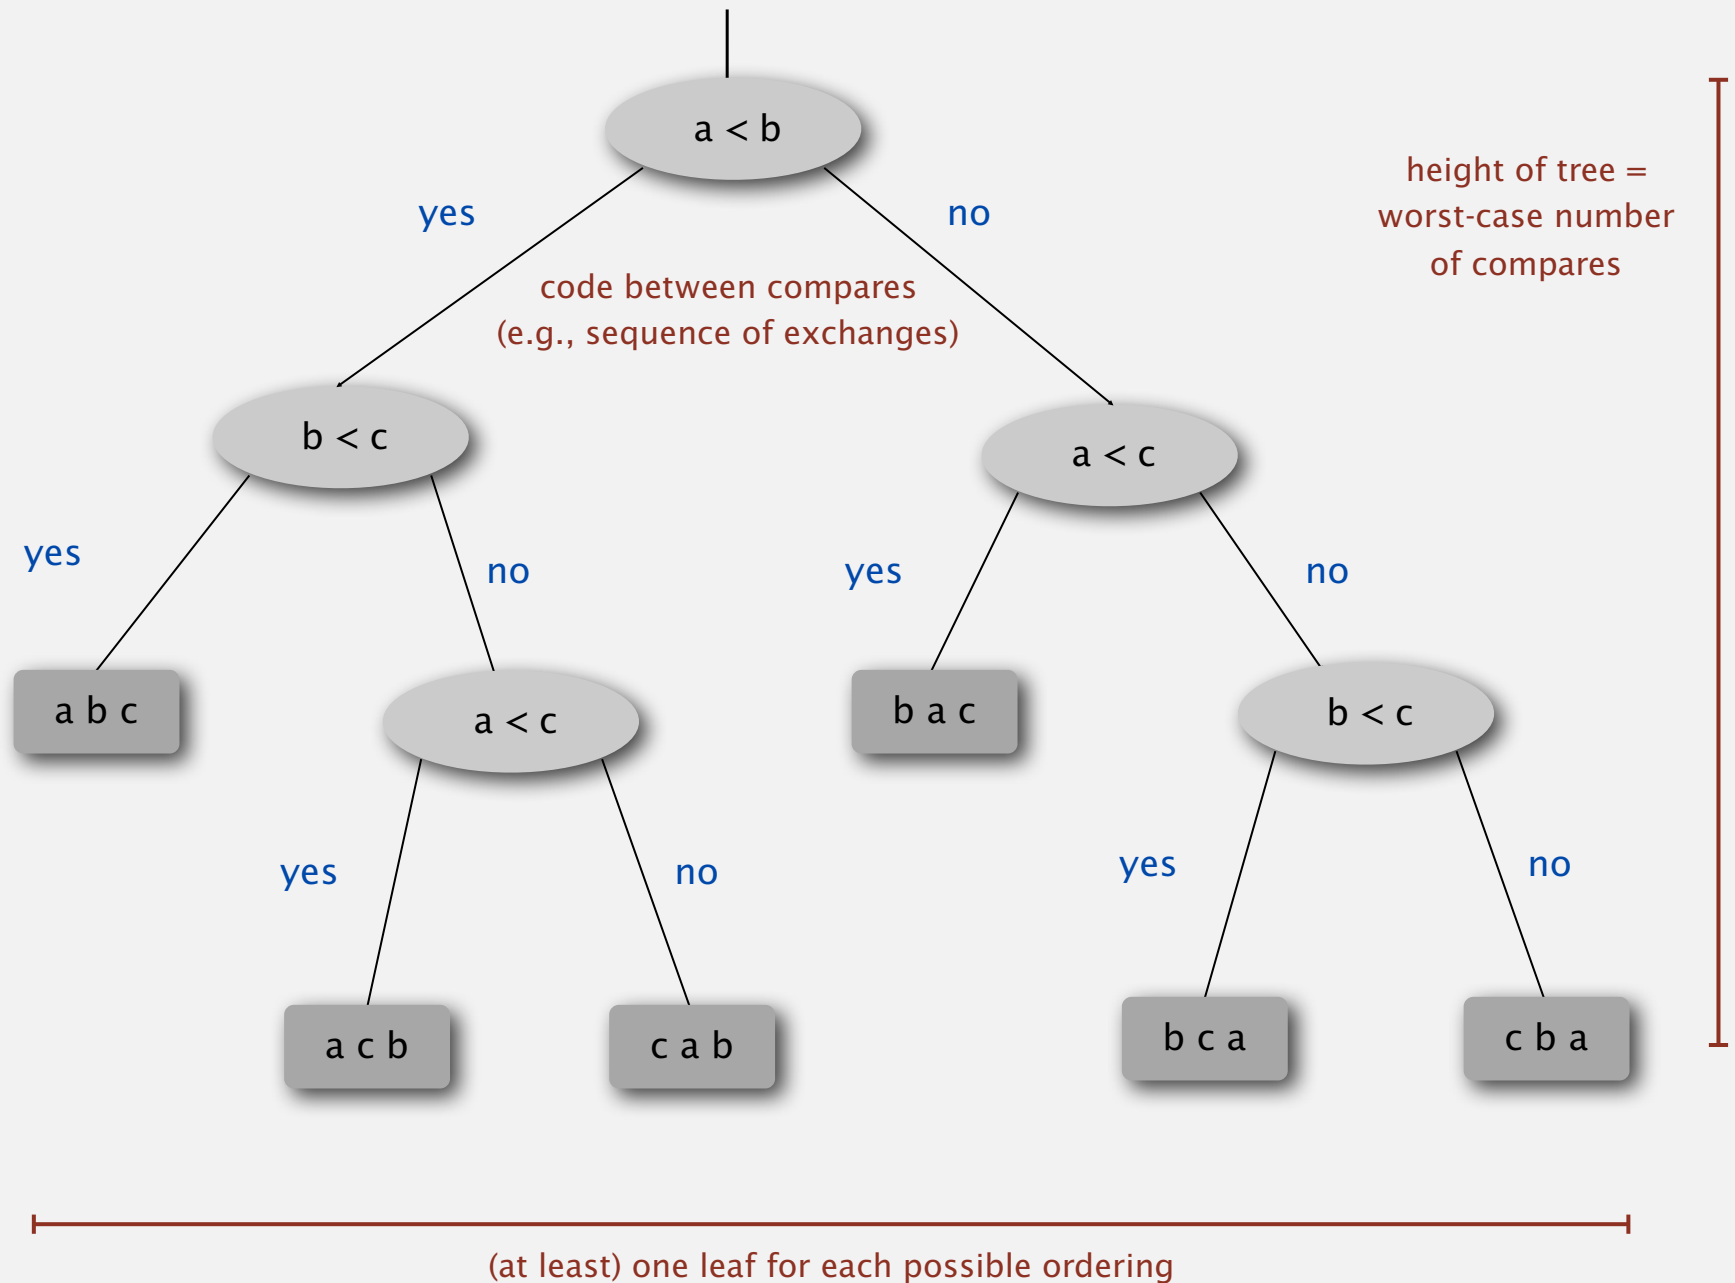 a < b
height of tree =
worst-case number
of compares
yes
no
code between compares
(e.g., sequence of exchanges)
b < c
a < c
yes
no
yes
no
a b c
a < c
b a c
b < c
yes
no
yes
no
a c b
c a b
b c a
c b a
(at least) one leaf for each possible ordering